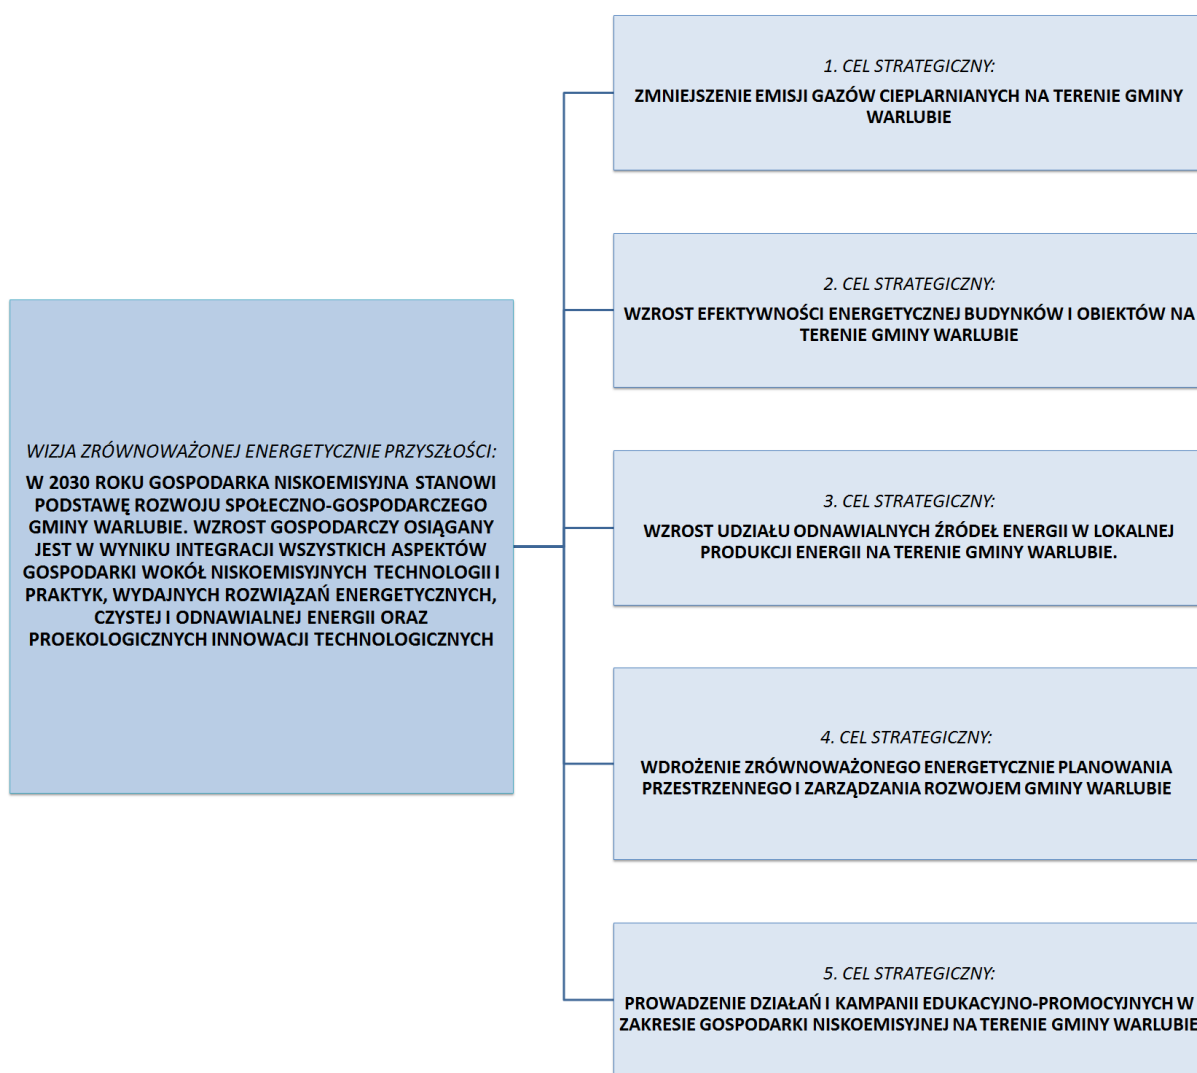 WIZJA ZRÓWNOWAŻONEJ ENERGETYCZNIE PRZYSZŁOŚCI:
W 2030 ROKU GOSPODARKA NISKOEMISYJNA STANOWI
PODSTAWĘ ROZWOJU SPOŁECZNO-GOSPODARCZEGO
GMINY WARLUBIE. WZROST GOSPODARCZY OSIĄGANY
JEST W WYNIKU INTEGRACJI WSZYSTKICH ASPEKTÓW
GOSPODARKI WOKÓŁ NISKOEMISYJNYCH TECHNOLOGII I
PRAKTYK, WYDAJNYCH ROZWIĄZAŃ ENERGETYCZNYCH,
CZYSTEJ I ODNAWIALNEJ ENERGII ORAZ
PROEKOLOGICZNYCH INNOWACJI TECHNOLOGICZNYCH
1. CEL STRATEGICZNY:
ZMNIEJSZENIE EMISJI GAZÓW CIEPLARNIANYCH NA TERENIE GMINY
WARLUBIE
2. CEL STRATEGICZNY:
WZROST EFEKTYWNOŚCI ENERGETYCZNEJ BUDYNKÓW I OBIEKTÓW NA
TERENIE GMINY WARLUBIE
3. CEL STRATEGICZNY:
WZROST UDZIAŁU ODNAWIALNYCH ŹRÓDEŁ ENERGII W LOKALNEJ
PRODUKCJI ENERGII NA TERENIE GMINY WARLUBIE.
4. CEL STRATEGICZNY:
WDROŻENIE ZRÓWNOWAŻONEGO ENERGETYCZNIE PLANOWANIA
PRZESTRZENNEGO I ZARZĄDZANIA ROZWOJEM GMINY WARLUBIE
5. CEL STRATEGICZNY:
PROWADZENIE DZIAŁAŃ I KAMPANII EDUKACYJNO-PROMOCYJNYCH W
ZAKRESIE GOSPODARKI NISKOEMISYJNEJ NA TERENIE GMINY WARLUBIE